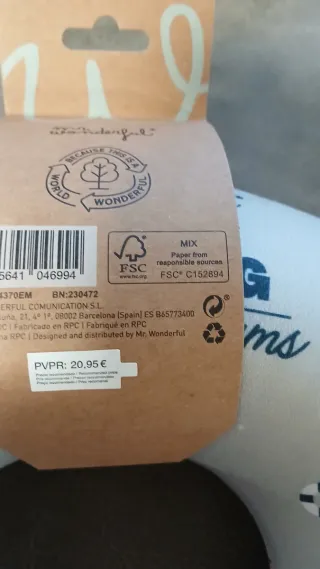 wonderful
BECAUSE THIS IS A
WONDERFUL
WORLD
5641 046994
FSC
www.fsc.org
MIX
Paper from
responsible sources
FSC® C152894
4370EM BN:230472
ERFUL COMUNICATION S.L.
21, 4º 1ª, 08002 Barcelona (Spain) ES B65773400
Fabricado en RPC | Fabriqué en RPC
na RPC | Designed and distributed by Mr. Wonderful
PVPR: 20.95 €
G
ms